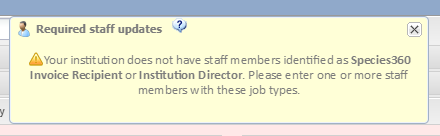 Required staff updates
Your institution does not have staff members identified as Species360
Invoice Recipient or Institution Director. Please enter one or more staff
members with these job types.
y